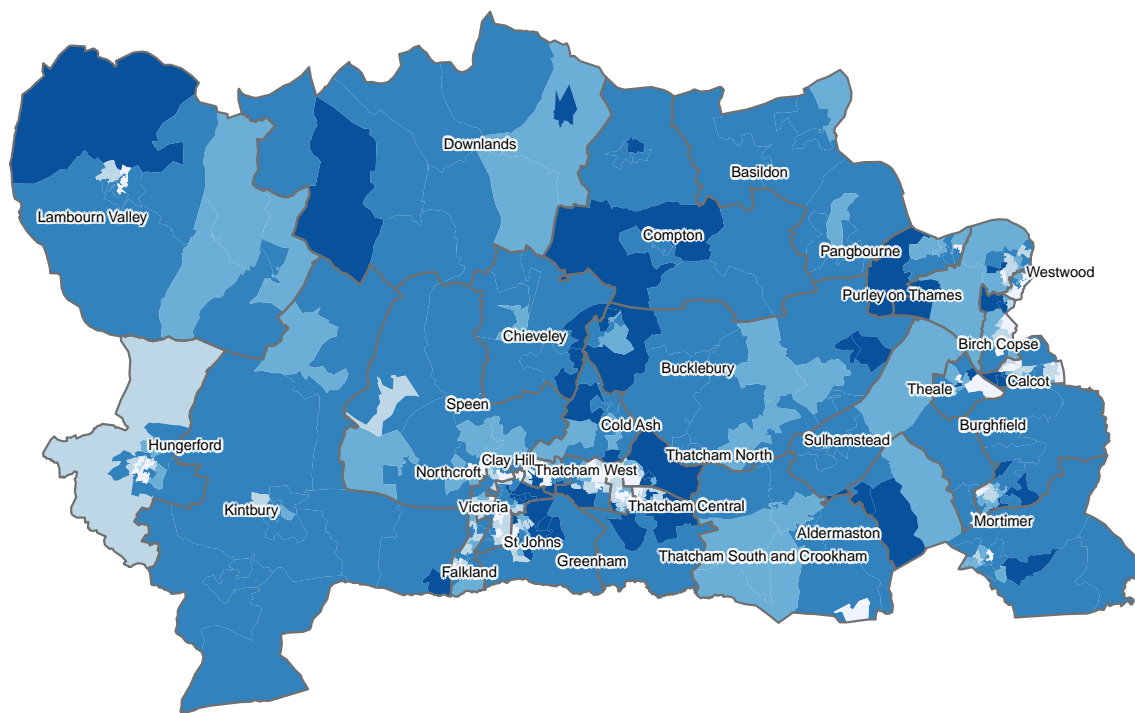 Downlands
Basildon
Lambourn Valley
Compton
Pangbourne
Westwood
Purley on Thames
Chieveley
Birch Copse
Bucklebury
Calcot
Theale
Speen
Cold Ash
Burghfield
Sulhamstead
Hungerford
Thatcham North
Clay Hill
Northcroft
Thatcham West
Victoria
Thatcham Central
Kintbury
Mortimer
Aldermaston
St Johns
Thatcham South and Crookham
Greenham
Falkland